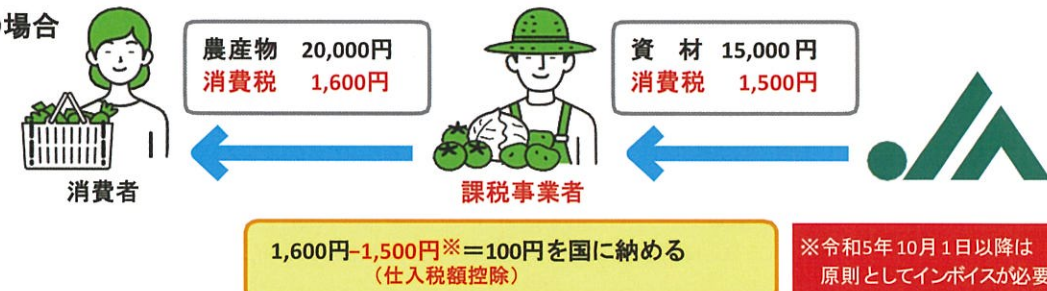 の場合
農産物 20,000円
消費税 1,600円
資 材 15,000円
消費税 1,500円
消費者
課税事業者
1,600円-1,500円※=100円を国に納める
(仕入税額控除)
※令和5年10月1日以降は
原則としてインボイスが必要